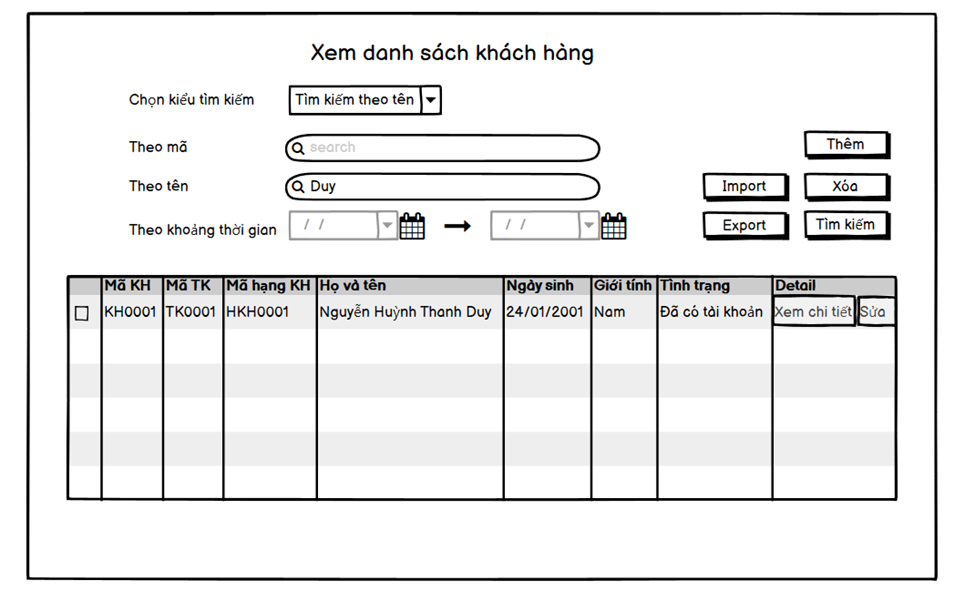 Xem danh sách khách hàng
Chọn kiểu tìm kiếm Tìm kiếm theo tên
Theo mã search Thêm
Theo tên Duy Import Xóa
Theo khoảng thời gian / / / / Export Tìm kiếm
Mã KH Mã TK Mã hạng KH Họ và tên Ngày sinh Giới tính Tình trạng Detail
KH0001 TK0001 HKH0001 Nguyễn Huỳnh Thanh Duy 24/01/2001 Nam Đã có tài khoản Xem chi tiết Sửa